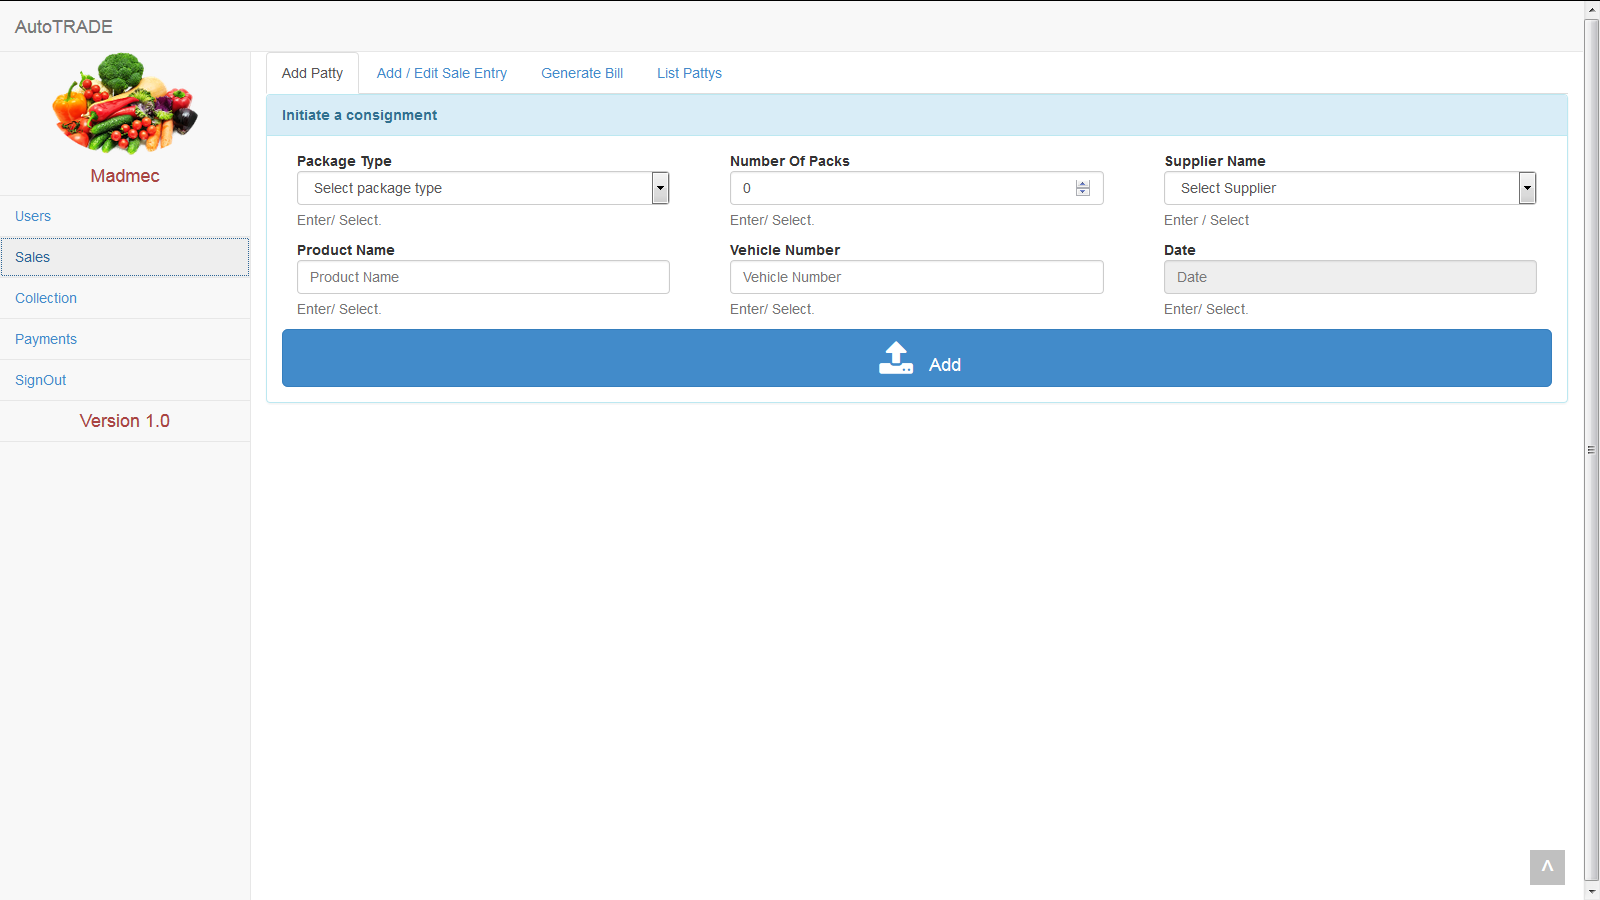 AutoTRADE
Madmec
Users
Sales
Collection
Payments
SignOut
Version 1.0
Add Patty
Add / Edit Sale Entry
Generate Bill
List Pattys
Initiate a consignment
Package Type
Number Of Packs
Supplier Name
Select package type
0
Select Supplier
Enter/ Select.
Enter/ Select.
Enter / Select
Product Name
Vehicle Number
Date
Product Name
Vehicle Number
Date
Enter/ Select.
Enter/ Select.
Enter/ Select.
Add
^